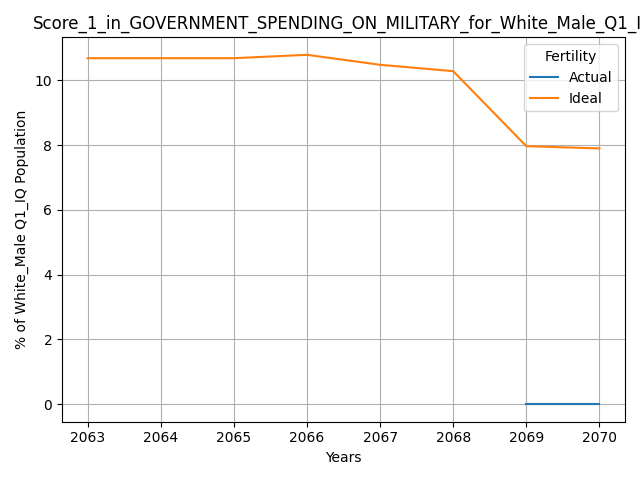 Score_1_in_GOVERNMENT_SPENDING_ON_MILITARY_for_White_Male_Q1_I
Fertility
Actual
Ideal
% of White_Male Q1_IQ Population
10
8
6
4
2
0
2063 2064 2065 2066 2067 2068 2069 2070
Years